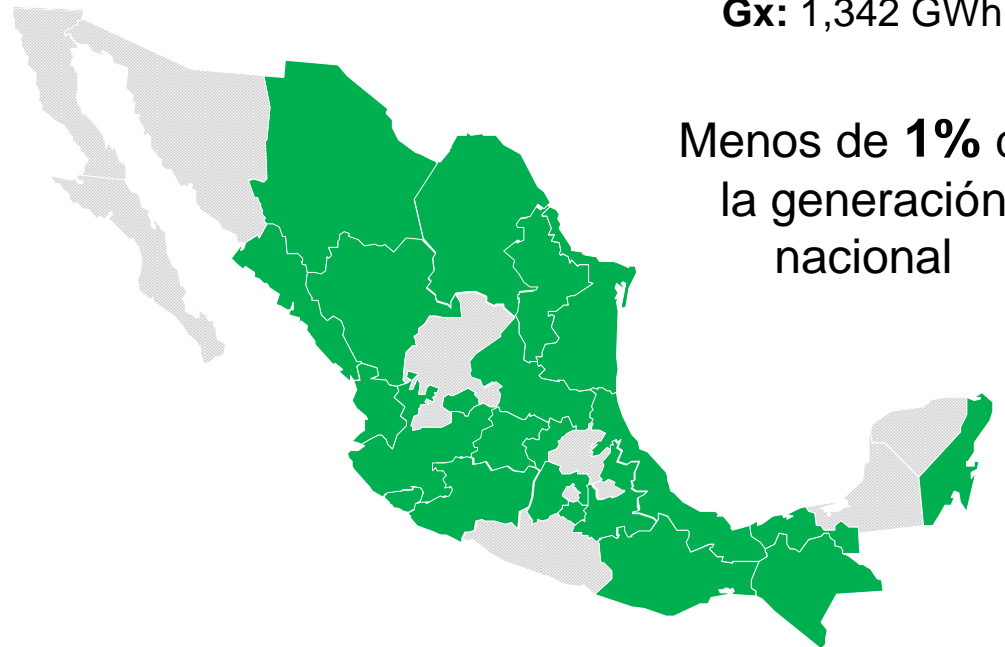 Gx: 1,342 GWh
Menos de 1%
la generación
nacional